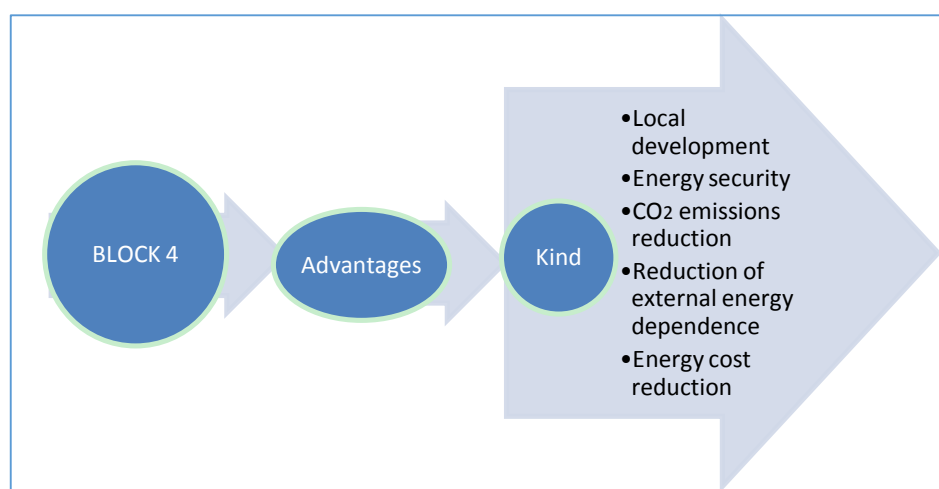 BLOCK 4
Advantages
Kind
•Local
development
•Energy security
•CO2 emissions
reduction
•Reduction of
external energy
dependence
•Energy cost
reduction